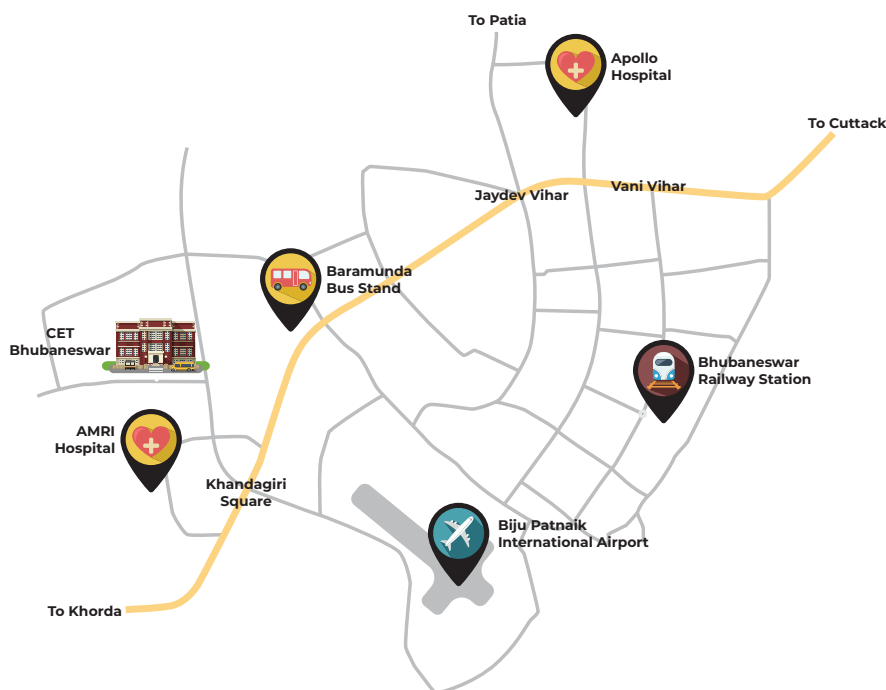 To Patia
Apollo
Hospital
To Cuttack
Jaydev Vihar
Vani Vihar
Baramunda
Bus Stand
CET
Bhubaneswar
Bhubaneswar
Railway Station
AMRI
Hospital
Khandagiri
Square
Biju Patnaik
International Airport
To Khorda